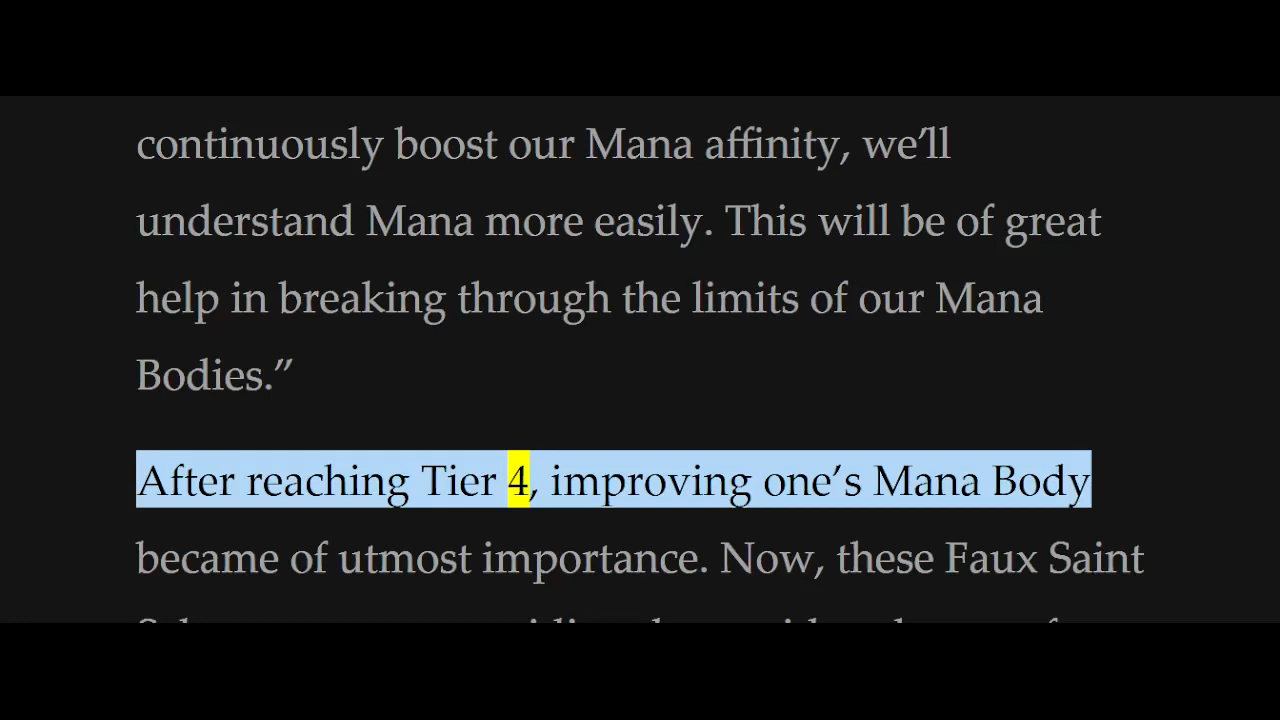 continuously boost our Mana affinity, we’ll
understand Mana more easily. This will be of great
help in breaking through the limits of our Mana
Bodies.”
After reaching Tier 4, improving one’s Mana Body
became of utmost importance. Now, these Faux Saint